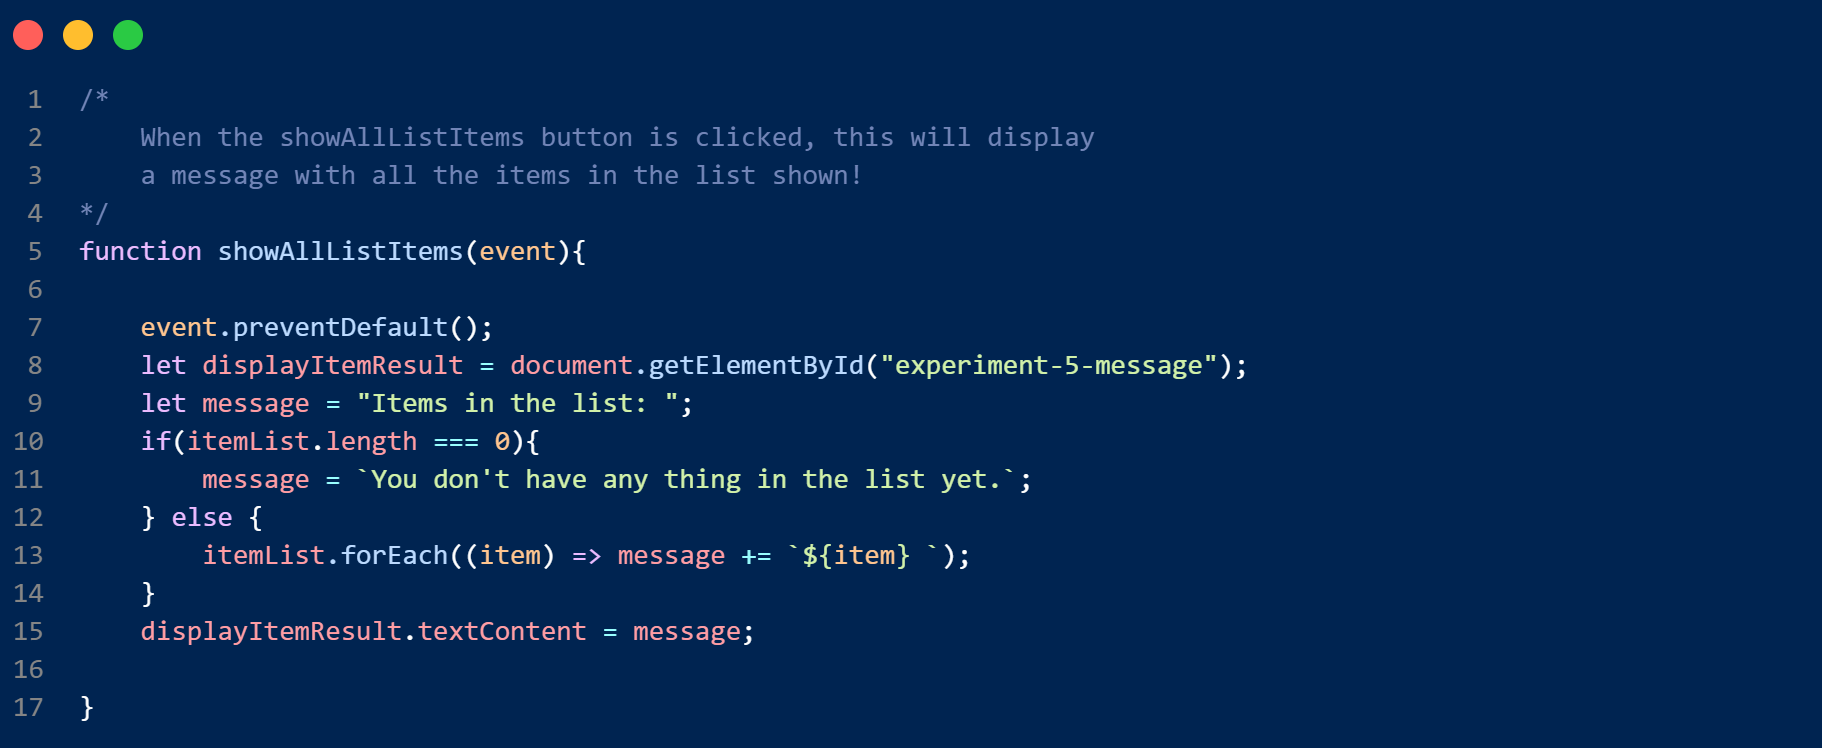 1 /*
2 When the showAllListItems button is clicked, this will display
3 a message with all the items in the list shown!
4 */
5 function showAllListItems(event){
6
7 event.preventDefault();
8 let displayItemResult = document.getElementById("experiment-5-message");
9 let message = "Items in the list: ";
10 if(itemList.length === 0){
11 message = `You don't have any thing in the list yet.`;
12 } else {
13 itemList.forEach((item) => message += `${item} `);
14 }
15 displayItemResult.textContent = message;
16
17 }